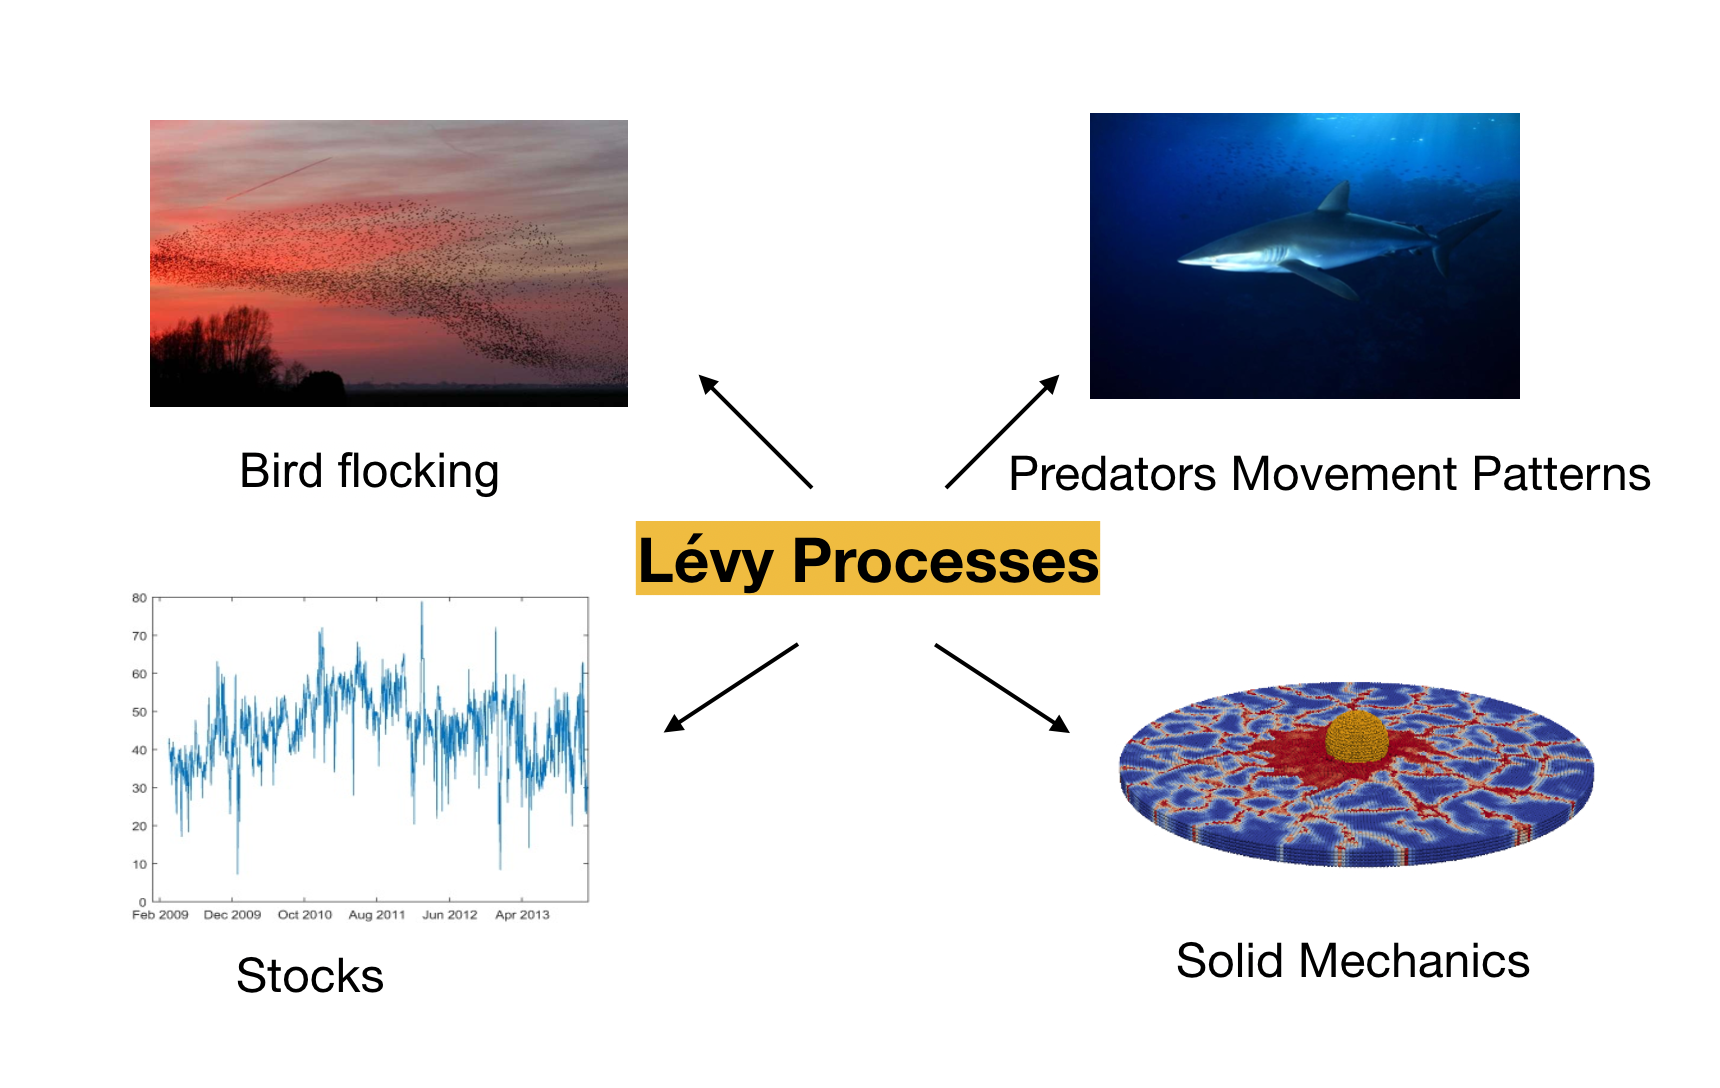 Bird flocking
Predators Movement Patterns
Lévy Processes
80
70
60
50
40
30
20
10
0
Feb 2009 Dec 2009 Oct 2010 Aug 2011 Jun 2012 Apr 2013
Stocks
Solid Mechanics